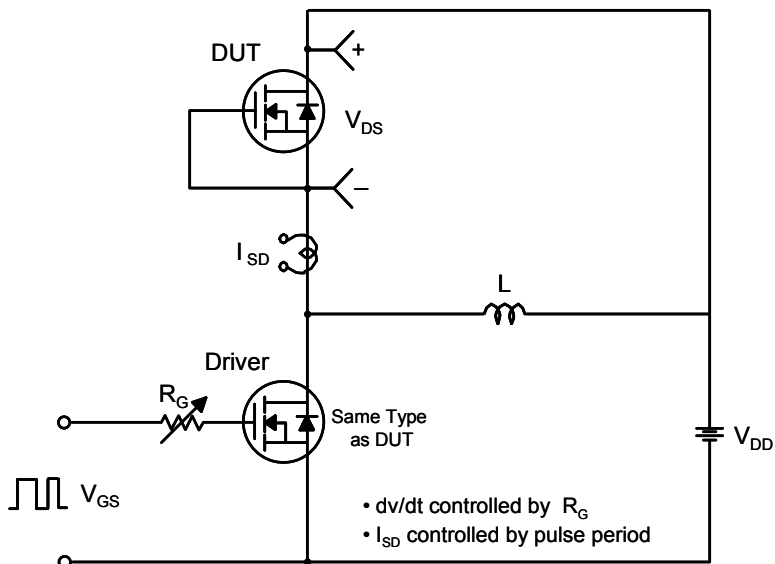 DUT
+
V_DS
–
I_SD
L
Driver
R_G
Same Type
as DUT
V_DD
V_GS
• dv/dt controlled by R_G
• I_SD controlled by pulse period